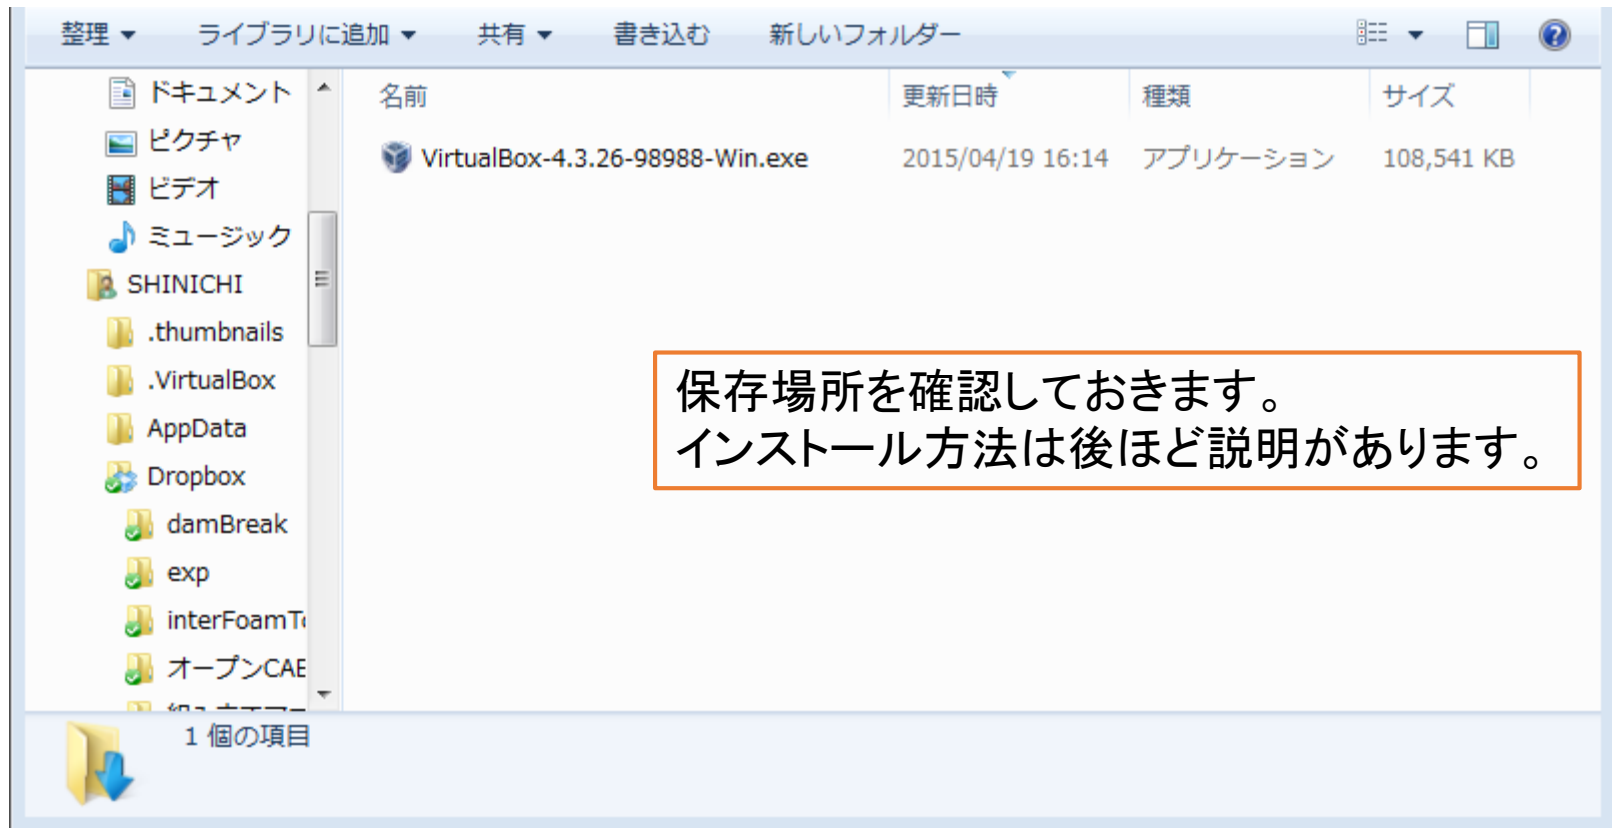 整理 ライブラリに追加 共有 書き込む 新しいフォルダー
ドキュメント
ピクチャ
ビデオ
ミュージック
SHINICHI
.thumbnails
.VirtualBox
AppData
Dropbox
damBreak
exp
interFoamT
オープンCAE
名前 更新日時 種類 サイズ
VirtualBox-4.3.26-98988-Win.exe 2015/04/19 16:14 アプリケーション 108,541 KB
保存場所を確認しておきます。
インストール方法は後ほど説明があります。
1 個の項目